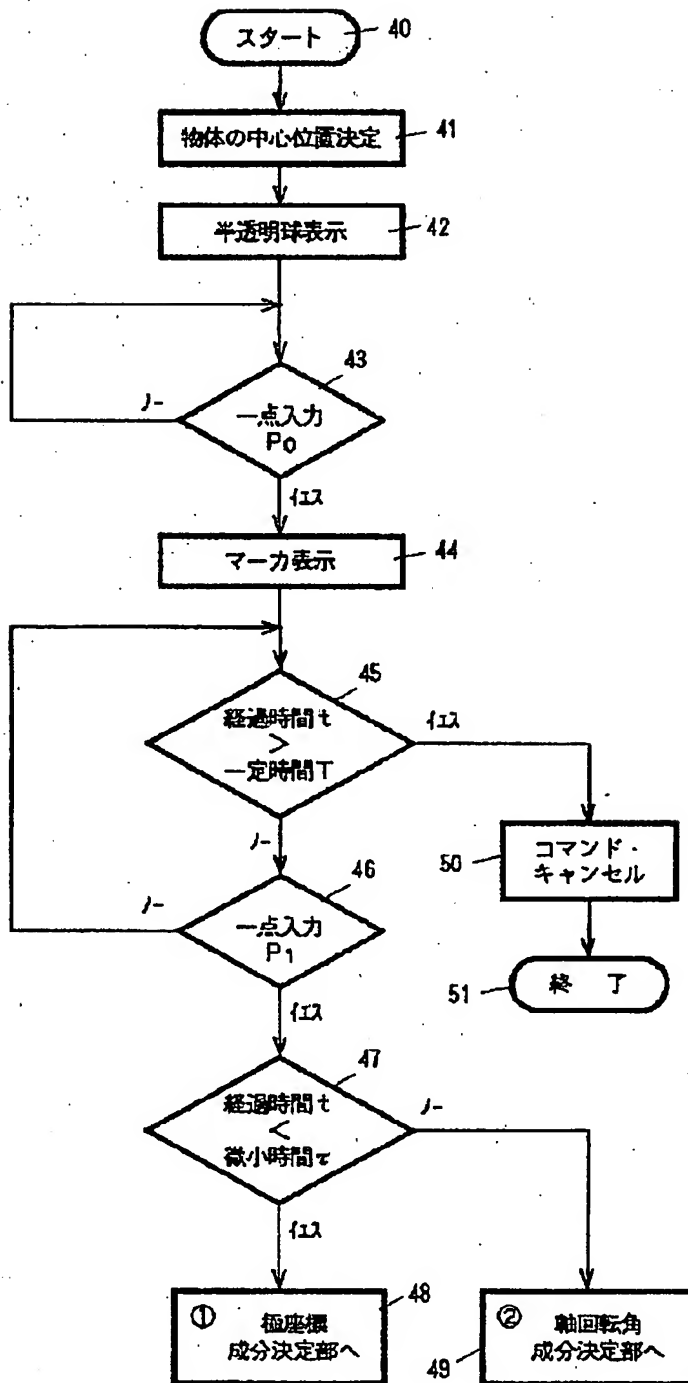 スタート
40
物体の中心位置決定
41
半透明球表示
42
43
ノー
一点入力
P0
イエス
マーカ表示
44
45
経過時間t
>
一定時間T
イエス
ノー
46
ノー
一点入力
P1
イエス
50
コマンド・
キャンセル
51
終 了
47
経過時間t
<
微小時間τ
ノー
イエス
① 極座標
成分決定部へ
48
② 軸回転角
成分決定部へ
49